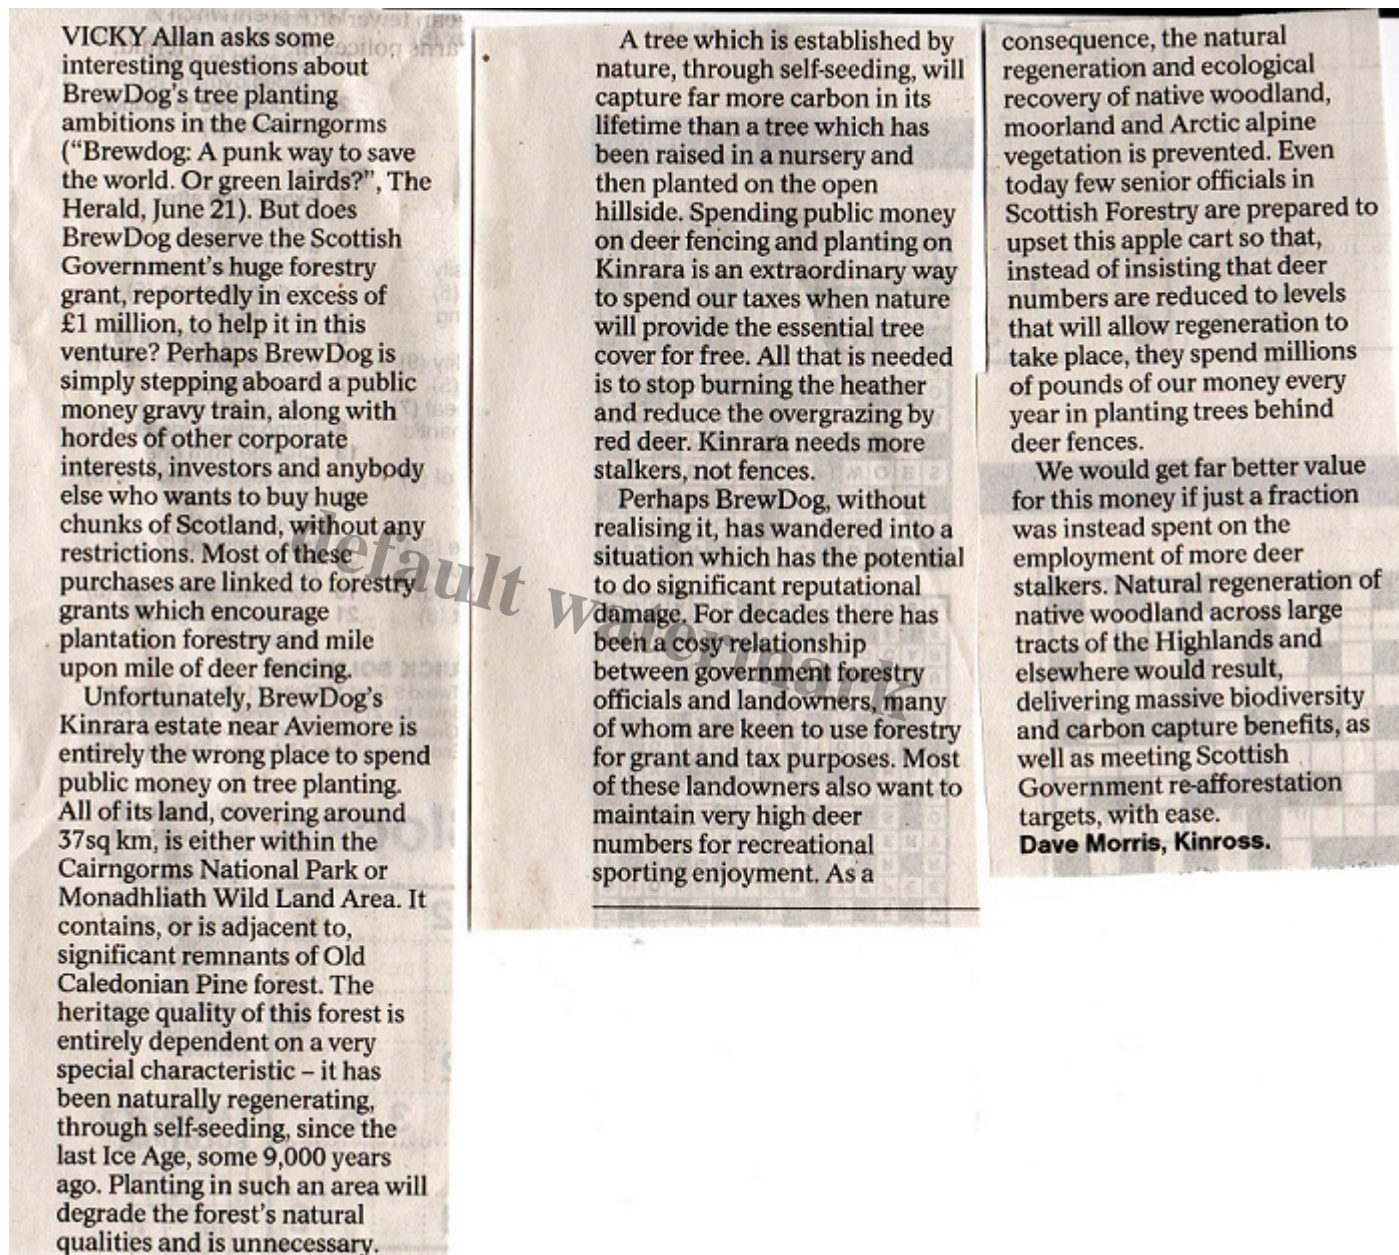 VICKY Allan asks some
interesting questions about
BrewDog's tree planting
ambitions in the Cairngorms
("Brewdog: A punk way to save
the world. Or green lairds?", The
Herald, June 21). But does
BrewDog deserve the Scottish
Government's huge forestry
grant, reportedly in excess of
£1 million, to help it in this
venture? Perhaps BrewDog is
simply stepping aboard a public
money gravy train, along with
hordes of other corporate
interests, investors and anybody
else who wants to buy huge
chunks of Scotland, without any
restrictions. Most of these
purchases are linked to forestry
grants which encourage
plantation forestry and mile
upon mile of deer fencing.
Unfortunately, BrewDog's
Kinrara estate near Aviemore is
entirely the wrong place to spend
public money on tree planting.
All of its land, covering around
37sq km, is either within the
Cairngorms National Park or
Monadhliath Wild Land Area. It
contains, or is adjacent to,
significant remnants of Old
Caledonian Pine forest. The
heritage quality of this forest is
entirely dependent on a very
special characteristic – it has
been naturally regenerating,
through self-seeding, since the
last Ice Age, some 9,000 years
ago. Planting in such an area will
degrade the forest's natural
qualities and is unnecessary.
A tree which is established by
nature, through self-seeding, will
capture far more carbon in its
lifetime than a tree which has
been raised in a nursery and
then planted on the open
hillside. Spending public money
on deer fencing and planting on
Kinrara is an extraordinary way
to spend our taxes when nature
will provide the essential tree
cover for free. All that is needed
is to stop burning the heather
and reduce the overgrazing by
red deer. Kinrara needs more
stalkers, not fences.
Perhaps BrewDog, without
realising it, has wandered into a
situation which has the potential
to do significant reputational
damage. For decades there has
been a cosy relationship
between government forestry
officials and landowners, many
of whom are keen to use forestry
for grant and tax purposes. Most
of these landowners also want to
maintain very high deer
numbers for recreational
sporting enjoyment. As a
consequence, the natural
regeneration and ecological
recovery of native woodland,
moorland and Arctic alpine
vegetation is prevented. Even
today few senior officials in
Scottish Forestry are prepared to
upset this apple cart so that,
instead of insisting that deer
numbers are reduced to levels
that will allow regeneration to
take place, they spend millions
of pounds of our money every
year in planting trees behind
deer fences.
We would get far better value
for this money if just a fraction
was instead spent on the
employment of more deer
stalkers. Natural regeneration of
native woodland across large
tracts of the Highlands and
elsewhere would result,
delivering massive biodiversity
and carbon capture benefits, as
well as meeting Scottish
Government re-afforestation
targets, with ease.
Dave Morris, Kinross.
default watermark